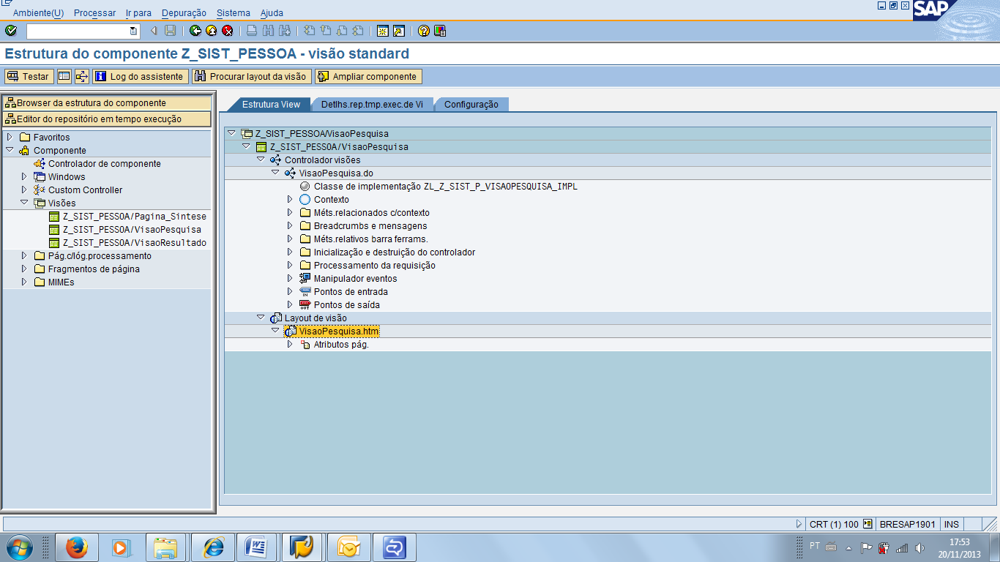 Ambiente(U) Processar Ir para Depuração Sistema Ajuda
SAP
Estrutura do componente Z_SIST_PESSOA - visão standard
Testar Log do assistente Procurar layout da visão Ampliar componente
Browser da estrutura do componente
Editor do repositório em tempo execução
Favoritos
Componente
Controlador de componente
Windows
Custom Controller
Visões
Z_SIST_PESSOA/Pagina_Sintese
Z_SIST_PESSOA/VisaoPesquisa
Z_SIST_PESSOA/VisaoResultado
Pág.c/lóg.processamento
Fragmentos de página
MIMEs
Estrutura View Detlhs.rep.tmp.exec.de Vi Configuração
Z_SIST_PESSOA/VisaoPesquisa
Z_SIST_PESSOA/VisaoPesquisa
Controlador visões
VisaoPesquisa.do
Classe de implementação ZL_Z_SIST_P_VISAOPESQUISA_IMPL
Contexto
Méts.relacionados c/contexto
Breadcrumbs e mensagens
Méts.relativos barra ferrams.
Inicialização e destruição do controlador
Processamento da requisição
Manipulador eventos
IN Pontos de entrada
OUT Pontos de saída
Layout de visão
VisaoPesquisa.htm
Atributos pág.
CRT (1) 100 BRESAP1901 INS
PT 17:53
20/11/2013